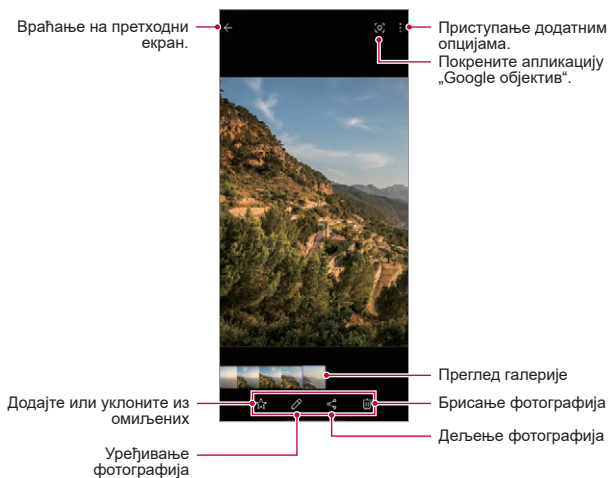 Враћање на претходни
екран.
Приступање додатним
опцијама.
Покрените апликацију
„Google објектив“.
Преглед галерије
Додајте или уклоните из
омиљених
Брисање фотографија
Дељење фотографија
Уређивање
фотографија